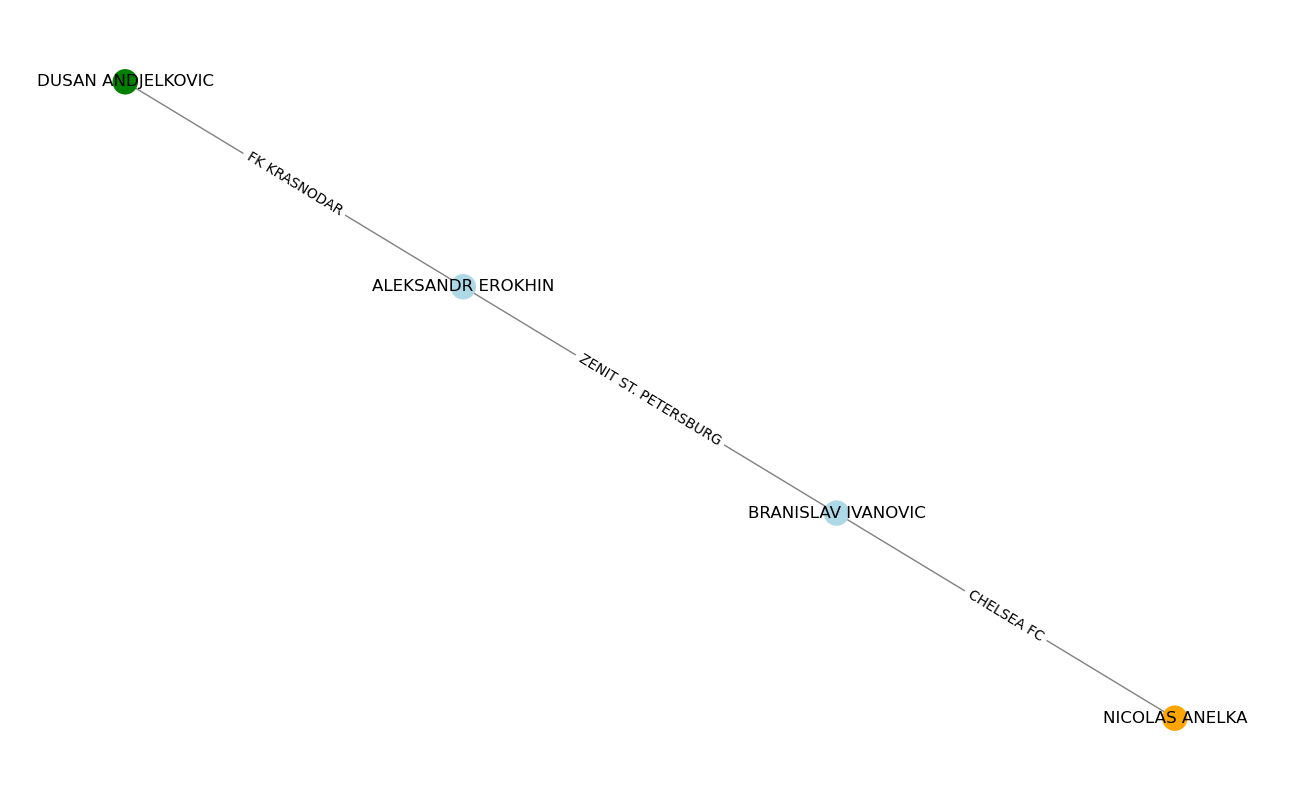 DUSAN ANDJELKOVIC
FK KRASNODAR
ALEKSANDR EROKHIN
ZENIT ST. PETERSBURG
BRANISLAV IVANOVIC
CHELSEA FC
NICOLAS ANELKA